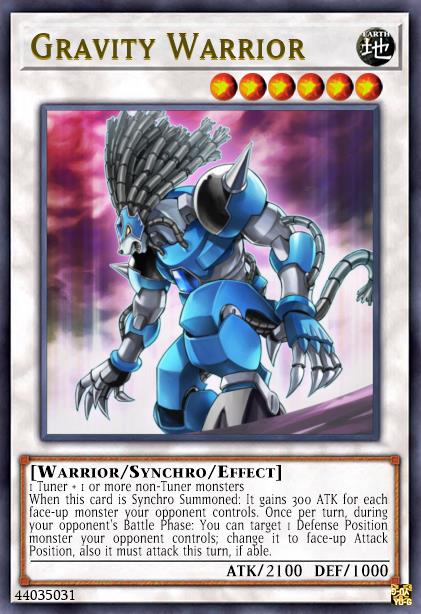 GRAVITY WARRIOR
EARTH
地
[WARRIOR/SYNCHRO/EFFECT]
1 Tuner + 1 or more non-Tuner monsters
When this card is Synchro Summoned: It gains 300 ATK for each
face-up monster your opponent controls. Once per turn, during
your opponent's Battle Phase: You can target 1 Defense Position
monster your opponent controls; change it to face-up Attack
Position, also it must attack this turn, if able.
ATK/2100 DEF/1000
44035031